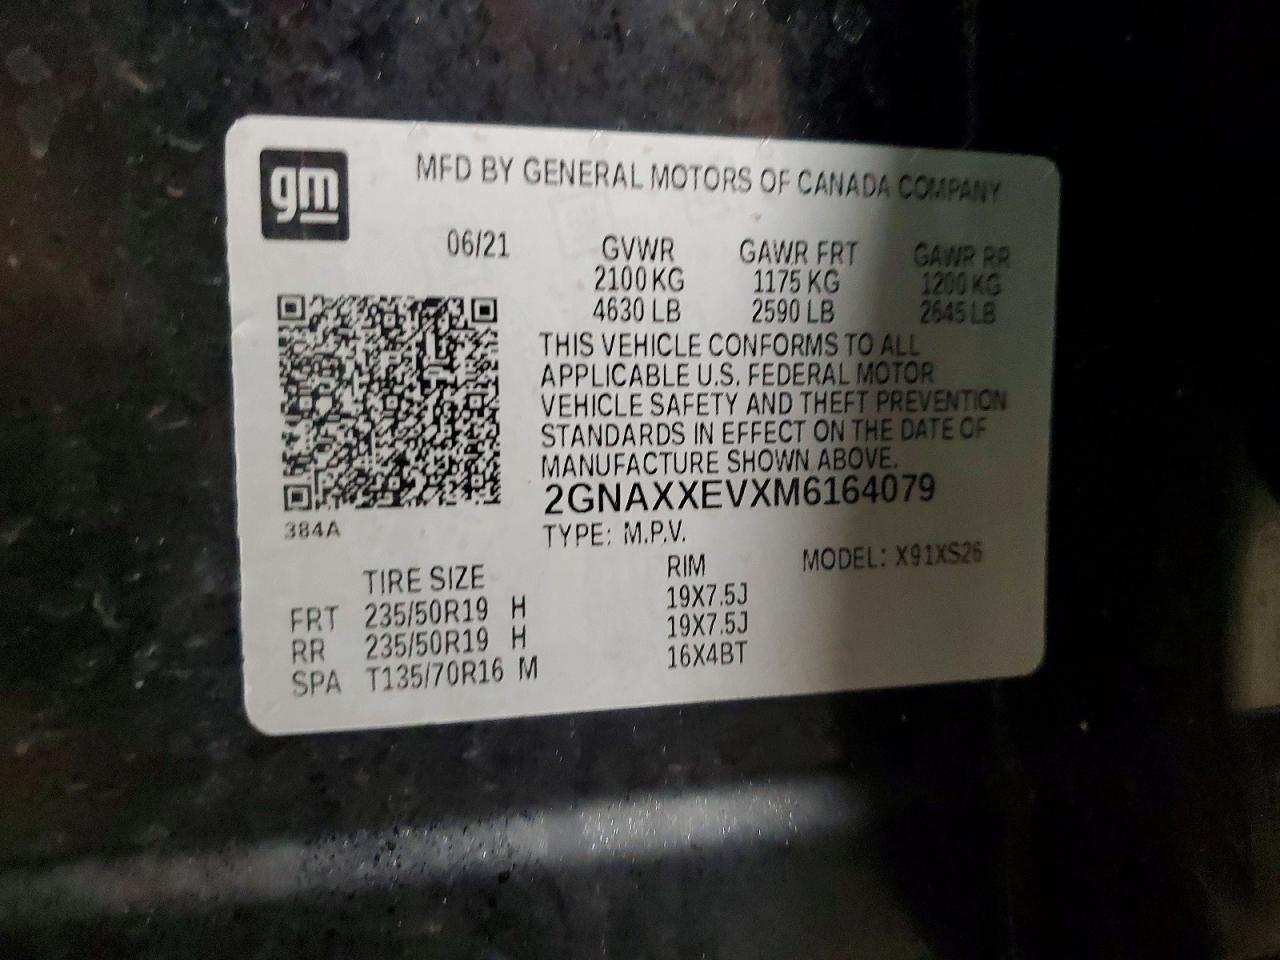 gm
MFD BY GENERAL MOTORS OF CANADA COMPANY
06/21 GVWR GAWR FRT GAWR RR
2100 KG 1175 KG 1200 KG
4630 LB 2590 LB 2645 LB
THIS VEHICLE CONFORMS TO ALL
APPLICABLE U.S. FEDERAL MOTOR
VEHICLE SAFETY AND THEFT PREVENTION
STANDARDS IN EFFECT ON THE DATE OF
MANUFACTURE SHOWN ABOVE.
2GNAXXEVXM6164079
384A
TYPE: M.P.V. MODEL: X91XS26
TIRE SIZE RIM
FRT 235/50R19 H 19X7.5J
RR 235/50R19 H 19X7.5J
SPA T135/70R16 M 16X4BT